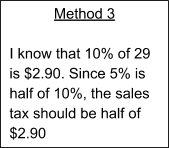 Method 3
I know that 10% of 29
is $2.90. Since 5% is
half of 10%, the sales
tax should be half of
$2.90